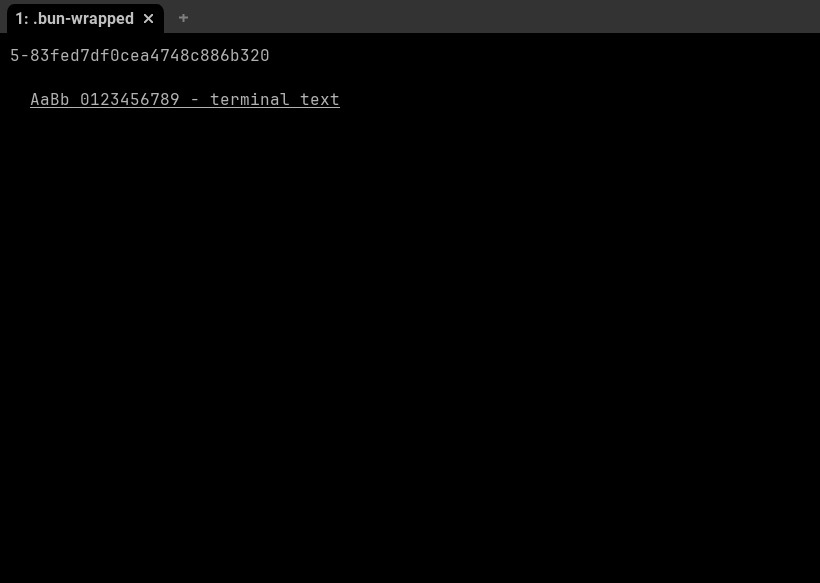 1: .bun-wrapped ✕ +
5-83fed7df0cea4748c886b320
AaBb 0123456789 - terminal text